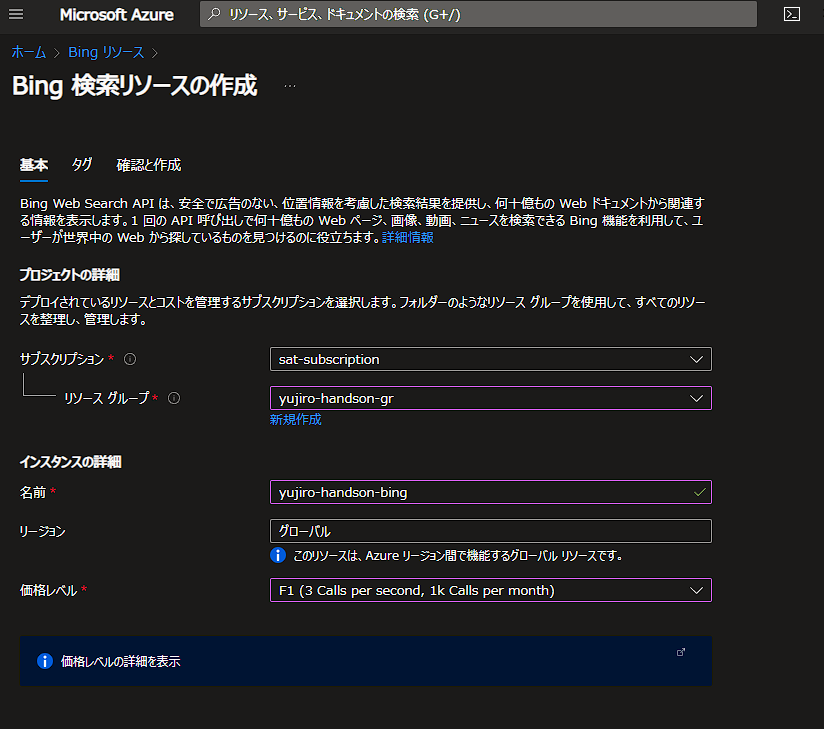 Microsoft Azure
リソース、サービス、ドキュメントの検索 (G+/)
ホーム > Bing リソース >
Bing 検索リソースの作成 …
基本 タグ 確認と作成
Bing Web Search API は、安全で広告のない、位置情報を考慮した検索結果を提供し、何十億もの Web ドキュメントから関連す
る情報を表示します。1 回の API 呼び出しで何十億もの Web ページ、画像、動画、ニュースを検索できる Bing 機能を利用して、ユ
ーザーが世界中の Web から探しているものを見つけるのに役立ちます。詳細情報
プロジェクトの詳細
デプロイされているリソースとコストを管理するサブスクリプションを選択します。フォルダーのようなリソース グループを使用して、すべてのリソー
スを整理し、管理します。
サブスクリプション *
sat-subscription
リソース グループ *
yujiro-handson-gr
新規作成
インスタンスの詳細
名前 *
yujiro-handson-bing
リージョン
グローバル
このリソースは、Azure リージョン間で機能するグローバル リソースです。
価格レベル *
F1 (3 Calls per second, 1k Calls per month)
価格レベルの詳細を表示